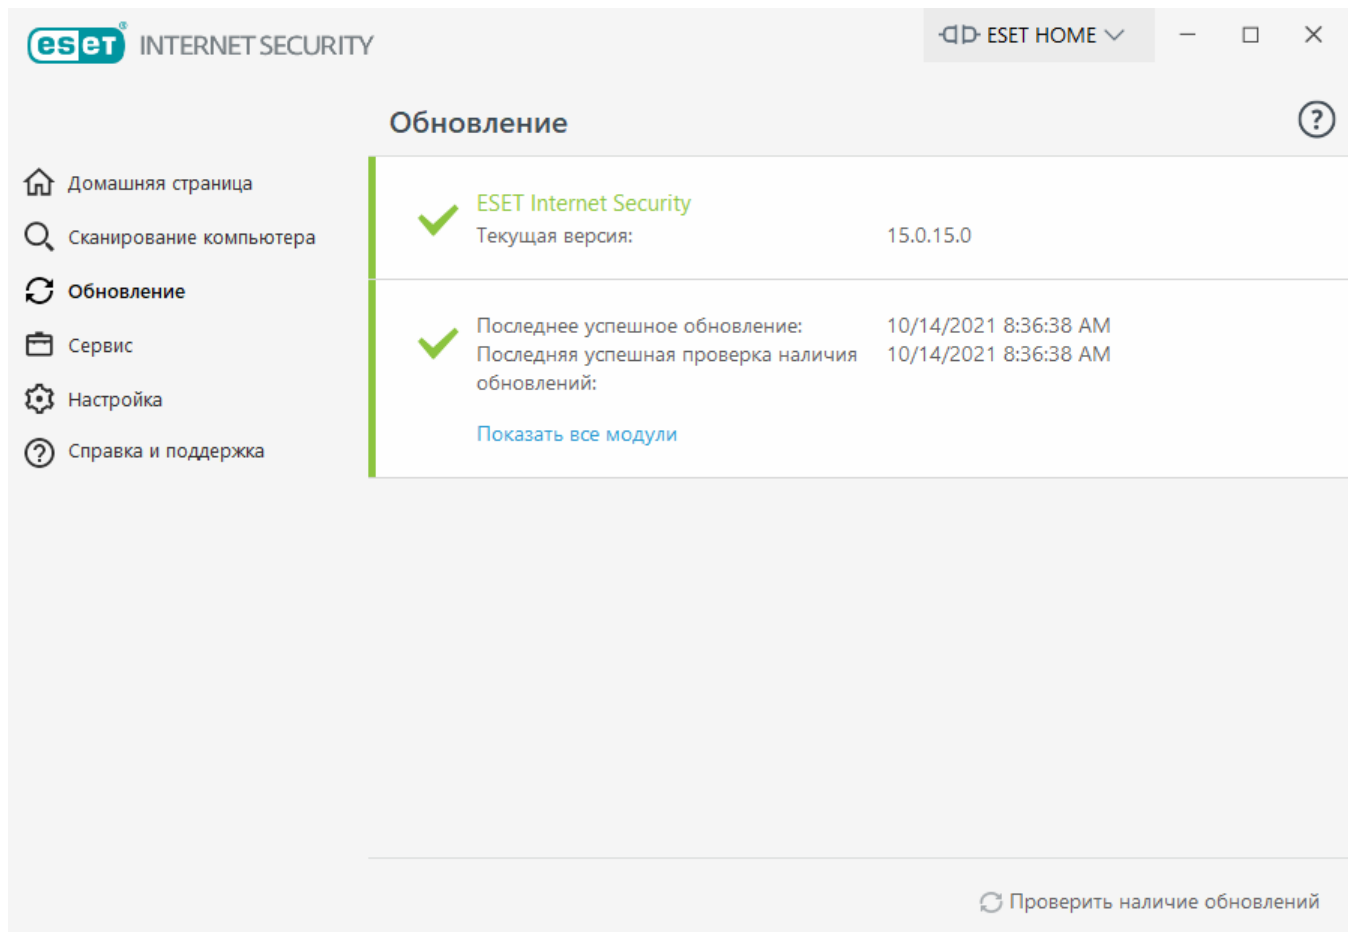 eset® INTERNET SECURITY
ESET HOME
Обновление
?
Домашняя страница
Сканирование компьютера
Обновление
Сервис
Настройка
? Справка и поддержка
ESET Internet Security
Текущая версия: 15.0.15.0
Последнее успешное обновление: 10/14/2021 8:36:38 AM
Последняя успешная проверка наличия 10/14/2021 8:36:38 AM
обновлений:
Показать все модули
Проверить наличие обновлений